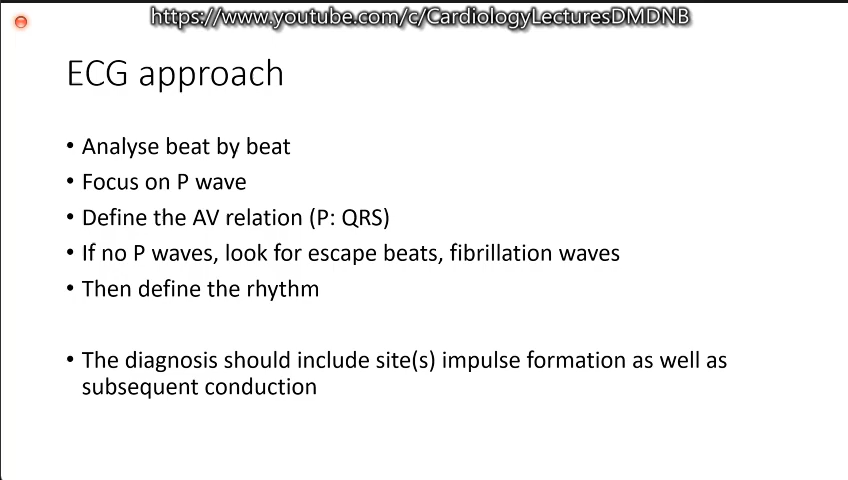 https://www.youtube.com/c/CardiologyLecturesDMDNB
ECG approach
• Analyse beat by beat
• Focus on P wave
• Define the AV relation (P: QRS)
• If no P waves, look for escape beats, fibrillation waves
• Then define the rhythm
• The diagnosis should include site(s) impulse formation as well as
subsequent conduction